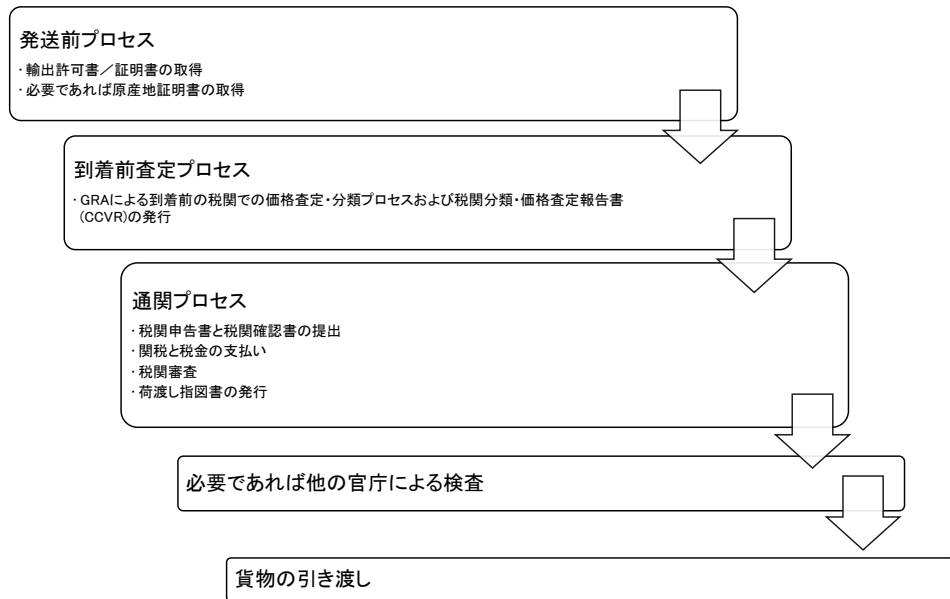 発送前プロセス
・輸出許可書／証明書の取得
・必要であれば原産地証明書の取得
到着前査定プロセス
・GRAによる到着前の税関での価格査定・分類プロセスおよび税関分類・価格査定報告書
(CCVR)の発行
通関プロセス
・税関申告書と税関確認書の提出
・関税と税金の支払い
・税関審査
・荷渡し指図書の発行
必要であれば他の官庁による検査
貨物の引き渡し